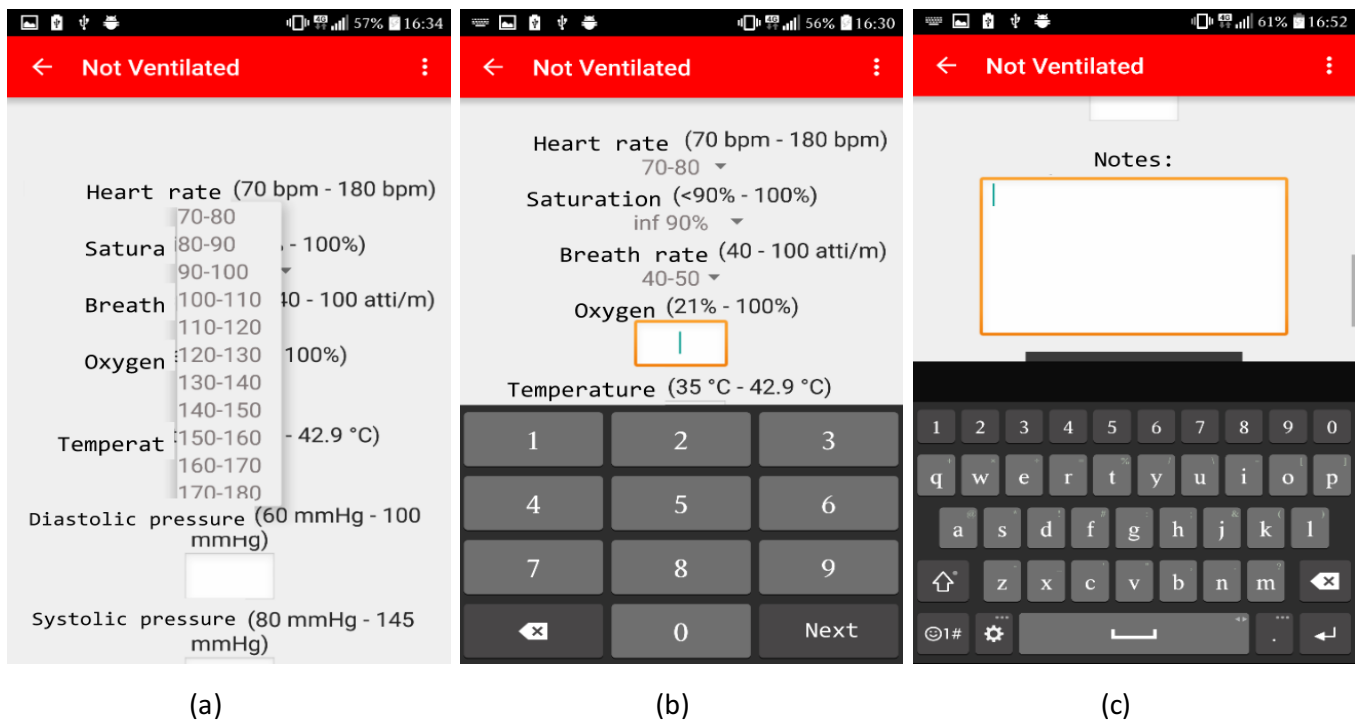 57% 16:34
Not Ventilated
Heart rate (70 bpm - 180 bpm)
70-80
Satura 80-90 - 100%)
90-100
Breath 100-110 40 - 100 atti/m)
110-120
Oxygen 120-130 100%)
130-140
140-150
Temperat 150-160 - 42.9 °C)
160-170
170-180
Diastolic pressure (60 mmHg - 100
mmHg)
Systolic pressure (80 mmHg - 145
mmHg)
(a)
4G 56% 16:30
Not Ventilated
Heart rate (70 bpm - 180 bpm)
70-80
Saturation (<90% - 100%)
inf 90%
Breath rate (40 - 100 atti/m)
40-50
Oxygen (21% - 100%)
Temperature (35 °C - 42.9 °C)
1 2 3
4 5 6
7 8 9
0 Next
(b)
4G 61% 16:52
Not Ventilated
Notes:
1 2 3 4 5 6 7 8 9 0
q w e r t y u i o p
a s d f g h j k l
z x c v b n m
1# .
(c)